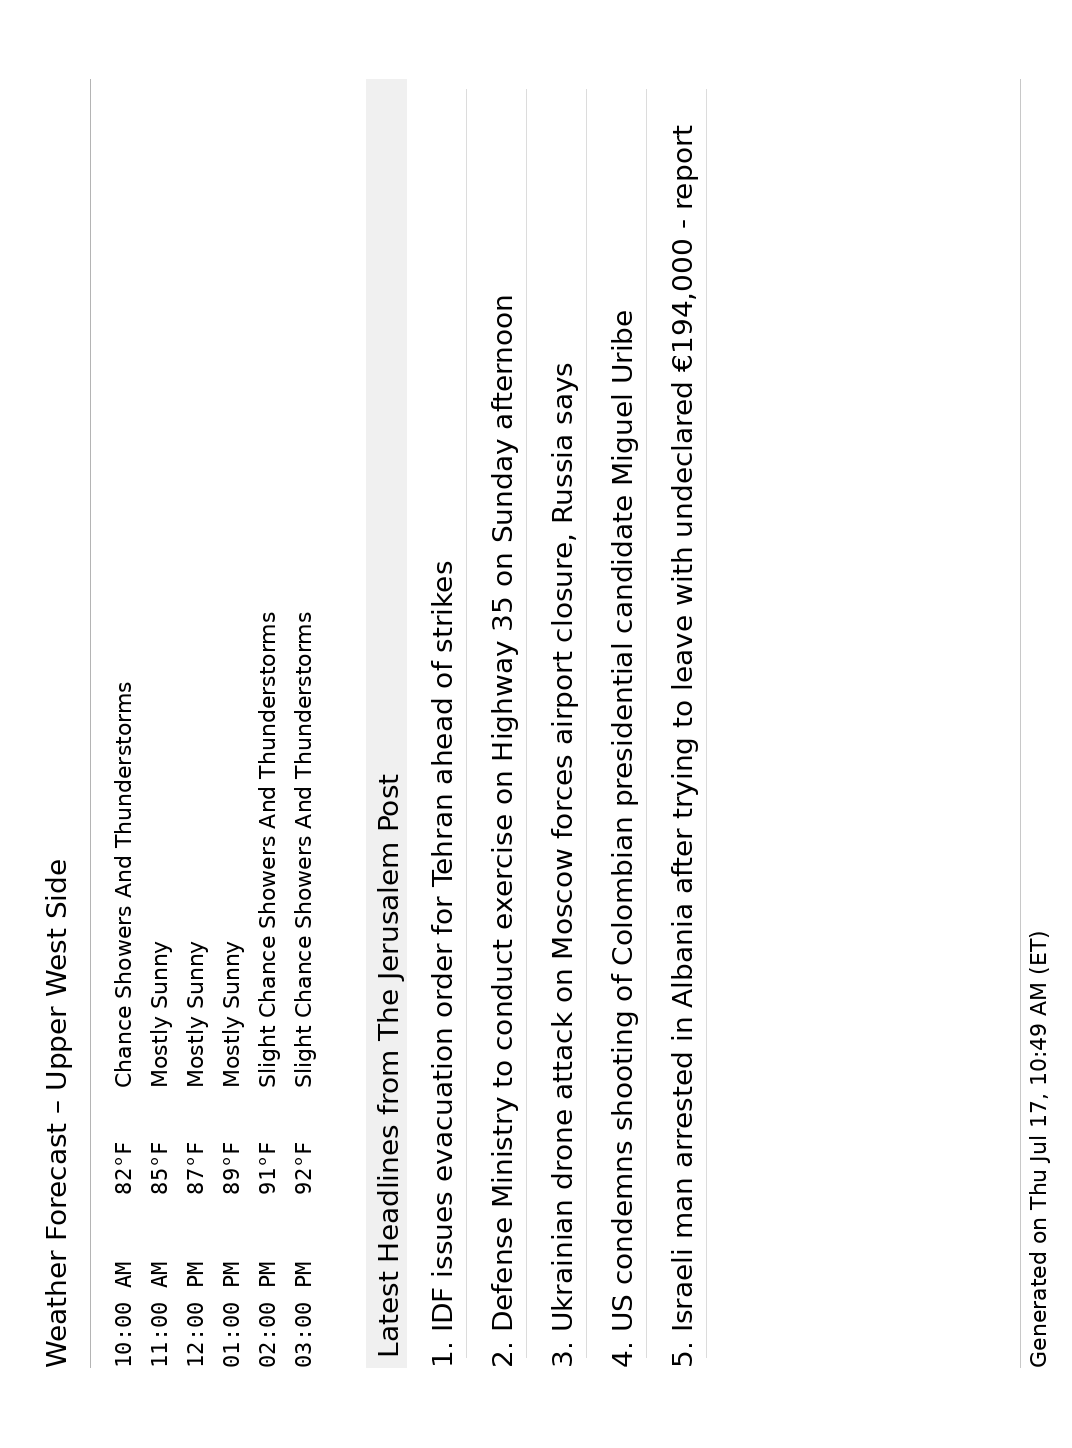 Weather Forecast – Upper West Side
10:00 AM 82°F Chance Showers And Thunderstorms
11:00 AM 85°F Mostly Sunny
12:00 PM 87°F Mostly Sunny
01:00 PM 89°F Mostly Sunny
02:00 PM 91°F Slight Chance Showers And Thunderstorms
03:00 PM 92°F Slight Chance Showers And Thunderstorms
Latest Headlines from The Jerusalem Post
1. IDF issues evacuation order for Tehran ahead of strikes
2. Defense Ministry to conduct exercise on Highway 35 on Sunday afternoon
3. Ukrainian drone attack on Moscow forces airport closure, Russia says
4. US condemns shooting of Colombian presidential candidate Miguel Uribe
5. Israeli man arrested in Albania after trying to leave with undeclared €194,000 - report
Generated on Thu Jul 17, 10:49 AM (ET)